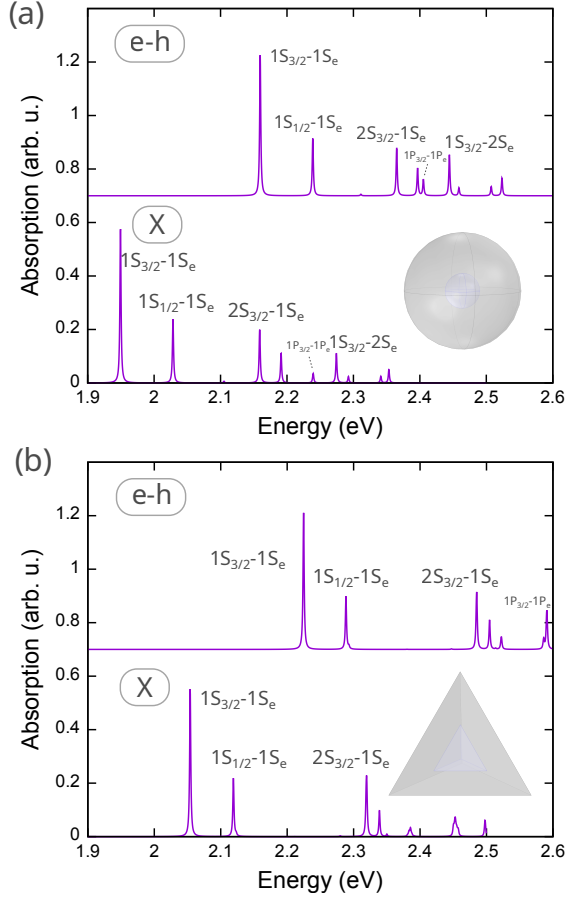 (a)
e-h
1S3/2-1Se
1S1/2-1Se
2S3/2-1Se
1P3/2-1Pe
1S3/2-2Se
1.2
1
0.8
0.6
0.4
0.2
0
Absorption (arb. u.)
X
1S3/2-1Se
1S1/2-1Se
2S3/2-1Se
1P3/2-1Pe
1S3/2-2Se
1.9 2 2.1 2.2 2.3 2.4 2.5 2.6
Energy (eV)
(b)
e-h
1S3/2-1Se
1S1/2-1Se
2S3/2-1Se
1P3/2-1Pe
1.2
1
0.8
0.6
0.4
0.2
0
Absorption (arb. u.)
X
1S3/2-1Se
1S1/2-1Se
2S3/2-1Se
1.9 2 2.1 2.2 2.3 2.4 2.5 2.6
Energy (eV)